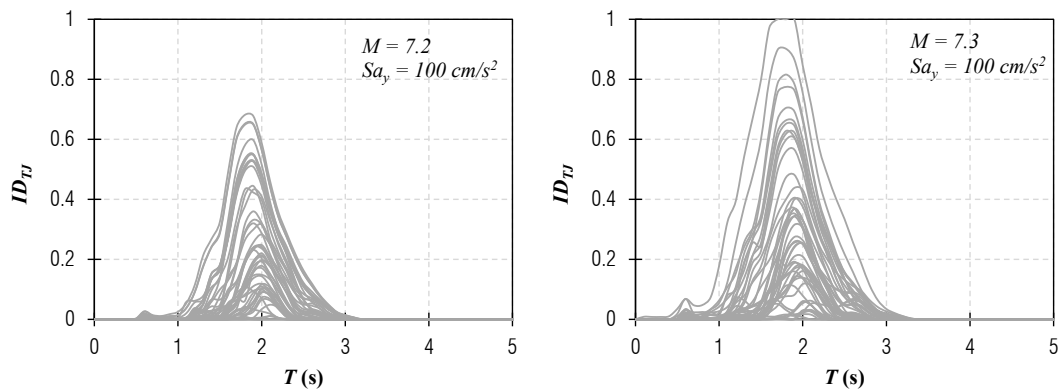 1
0.8
0.6
0.4
0.2
0
0 1 2 3 4 5
ID_TJ
T (s)
M = 7.2
Sa_y = 100 cm/s²
1
0.8
0.6
0.4
0.2
0
0 1 2 3 4 5
ID_TJ
T (s)
M = 7.3
Sa_y = 100 cm/s²